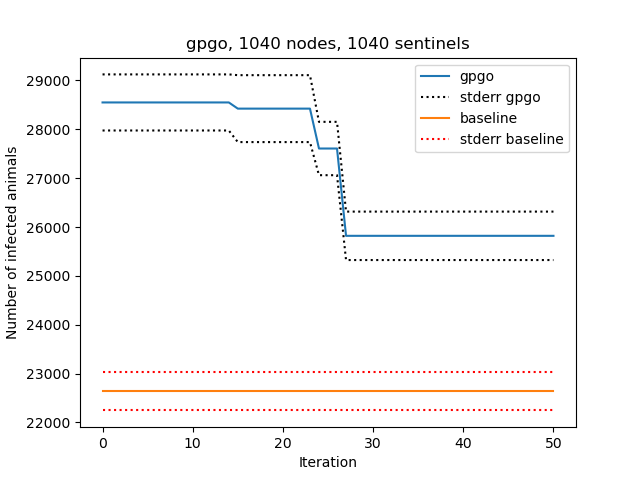 gpgo, 1040 nodes, 1040 sentinels
Number of infected animals
29000
28000
27000
26000
25000
24000
23000
22000
gpgo
stderr gpgo
baseline
stderr baseline
0 10 20 30 40 50
Iteration